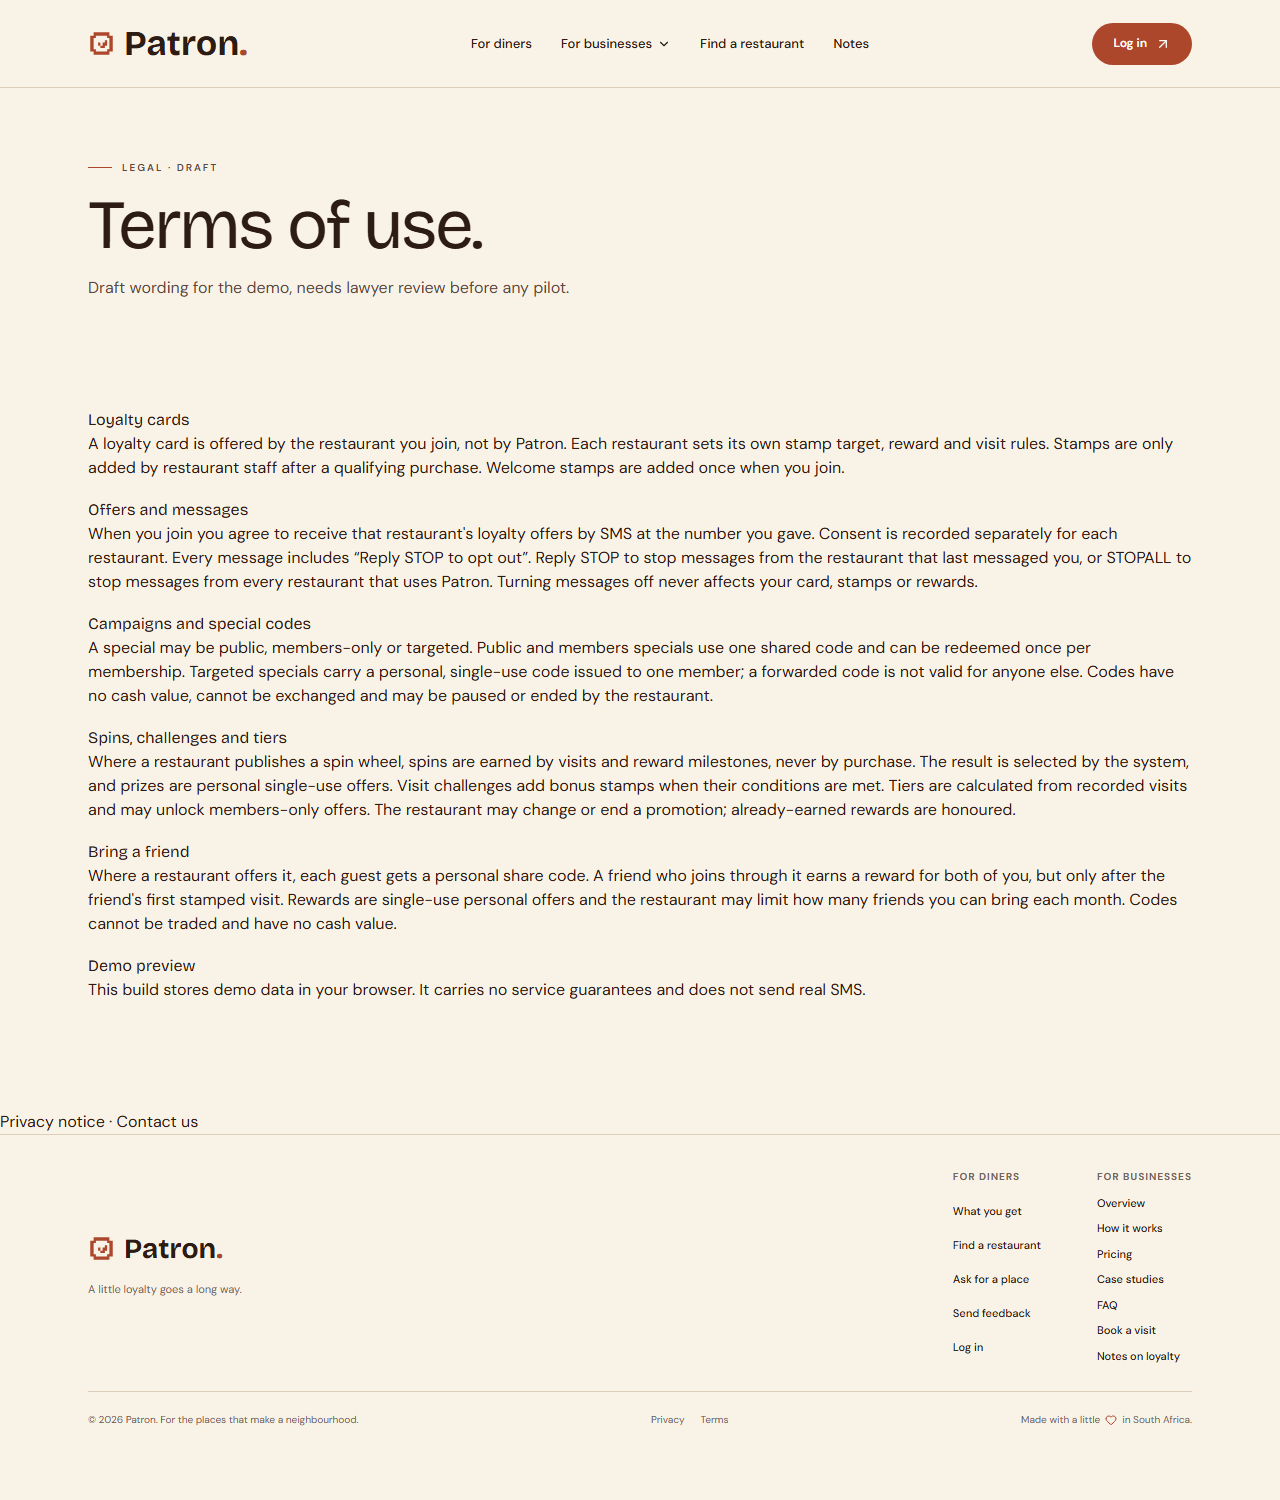 Patron.
For diners
For businesses
Find a restaurant
Notes
Log in
LEGAL · DRAFT
Terms of use.
Draft wording for the demo, needs lawyer review before any pilot.
Loyalty cards
A loyalty card is offered by the restaurant you join, not by Patron. Each restaurant sets its own stamp target, reward and visit rules. Stamps are only
added by restaurant staff after a qualifying purchase. Welcome stamps are added once when you join.
Offers and messages
When you join you agree to receive that restaurant's loyalty offers by SMS at the number you gave. Consent is recorded separately for each
restaurant. Every message includes “Reply STOP to opt out”. Reply STOP to stop messages from the restaurant that last messaged you, or STOPALL to
stop messages from every restaurant that uses Patron. Turning messages off never affects your card, stamps or rewards.
Campaigns and special codes
A special may be public, members-only or targeted. Public and members specials use one shared code and can be redeemed once per
membership. Targeted specials carry a personal, single-use code issued to one member; a forwarded code is not valid for anyone else. Codes have
no cash value, cannot be exchanged and may be paused or ended by the restaurant.
Spins, challenges and tiers
Where a restaurant publishes a spin wheel, spins are earned by visits and reward milestones, never by purchase. The result is selected by the system,
and prizes are personal single-use offers. Visit challenges add bonus stamps when their conditions are met. Tiers are calculated from recorded visits
and may unlock members-only offers. The restaurant may change or end a promotion; already-earned rewards are honoured.
Bring a friend
Where a restaurant offers it, each guest gets a personal share code. A friend who joins through it earns a reward for both of you, but only after the
friend's first stamped visit. Rewards are single-use personal offers and the restaurant may limit how many friends you can bring each month. Codes
cannot be traded and have no cash value.
Demo preview
This build stores demo data in your browser. It carries no service guarantees and does not send real SMS.
Privacy notice · Contact us
Patron.
A little loyalty goes a long way.
FOR DINERS
What you get
Find a restaurant
Ask for a place
Send feedback
Log in
FOR BUSINESSES
Overview
How it works
Pricing
Case studies
FAQ
Book a visit
Notes on loyalty
© 2026 Patron. For the places that make a neighbourhood.
Privacy
Terms
Made with a little in South Africa.